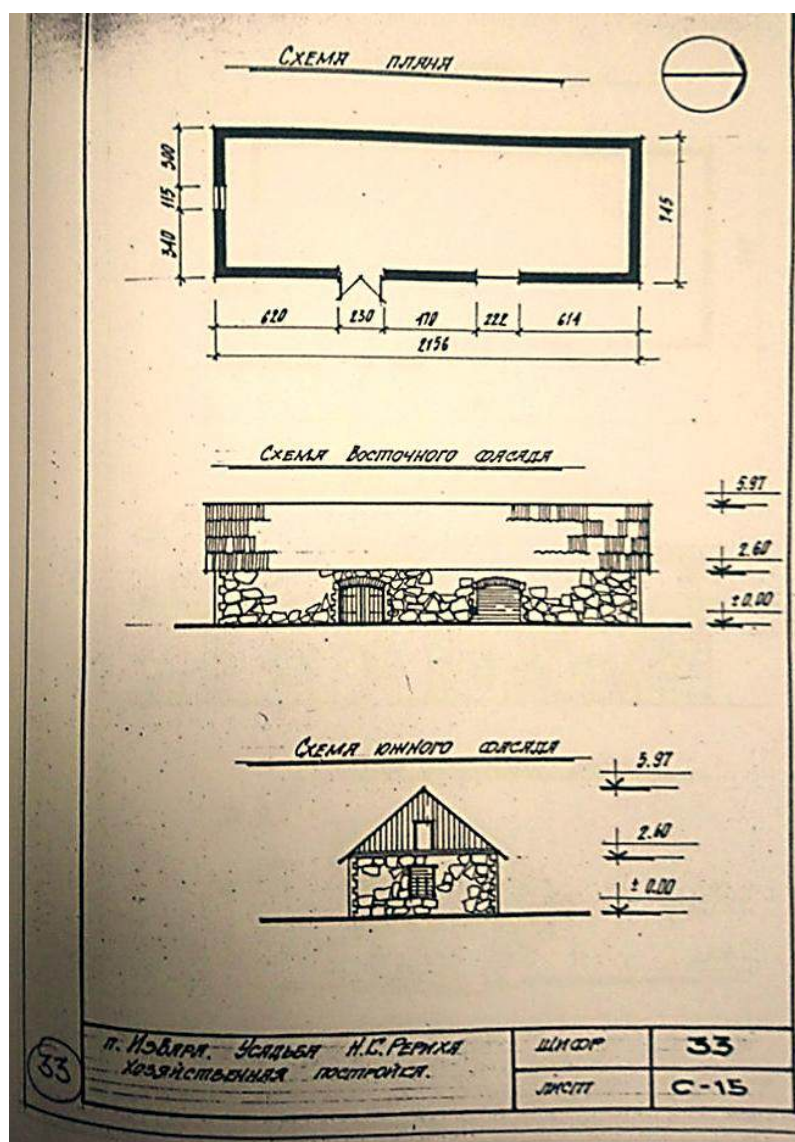 СХЕМА ПЛАНА
300
115
340
745
620 230 470 222 614
2156
СХЕМА ВОСТОЧНОГО ФАСАДА
5.97
2.60
± 0.00
СХЕМА ЮЖНОГО ФАСАДА
5.97
2.60
± 0.00
33
п. ИЗВАРА. УСАДЬБА Н.С. РЕРИХА
ХОЗЯЙСТВЕННАЯ ПОСТРОЙКА.
ШИФР 33
ЛИСТ С-15